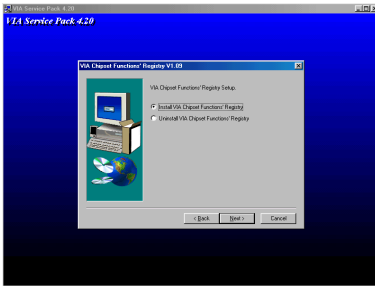 VIA Service Pack 4.20
VIA Service Pack 4.20
VIA Chipset Functions' Registry V1.09
VIA Chipset Functions' Registry Setup.
Install VIA Chipset Functions' Registry
Uninstall VIA Chipset Functions' Registry
< Back
Next >
Cancel